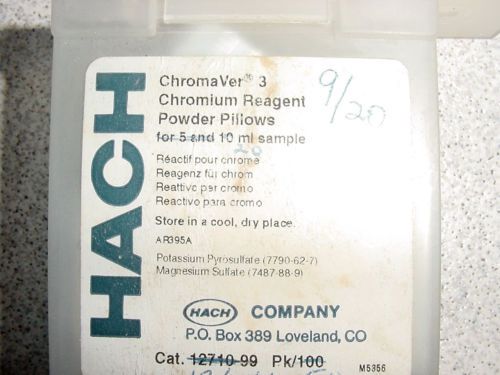 HACH
ChromaVer® 3
Chromium Reagent
Powder Pillows
for 5 and 10 ml sample
20
9/20
Réactif pour chrome
Reagenz für chrom
Reattivo per cromo
Reactivo para cromo
Store in a cool, dry place.
AR395A
Potassium Pyrosulfate (7790-62-7)
Magnesium Sulfate (7487-88-9)
HACH COMPANY
P.O. Box 389 Loveland, CO
Cat. 12710-99 Pk/100
M5356